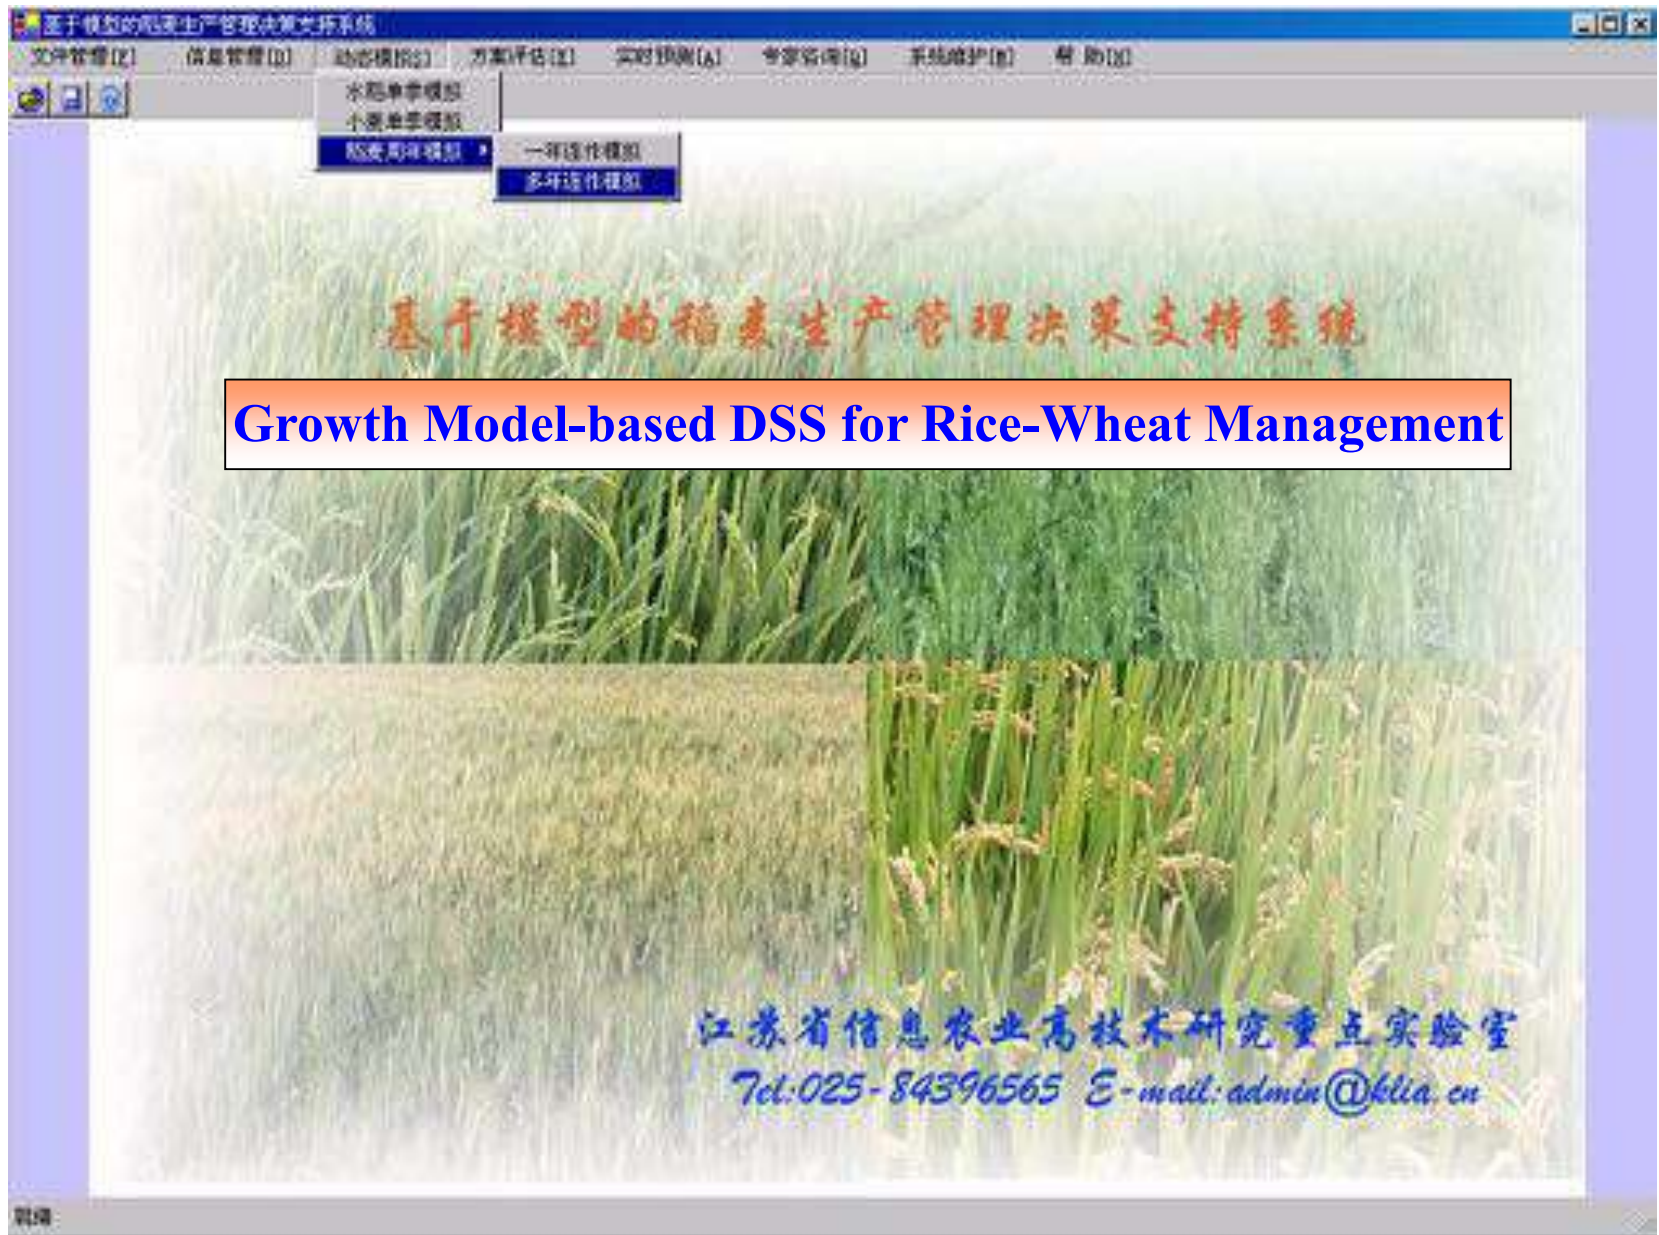 基于模型的稻麦生产管理决策支持系统
文件管理[F] 信息管理[D] 动态模拟[S] 方案评估[X] 实时预测[A] 专家咨询[Q] 系统维护[M] 帮 助[H]
水稻单季模拟
小麦单季模拟
稻麦周年模拟 一年连作模拟
多年连作模拟
基于模型的稻麦生产管理决策支持系统
Growth Model-based DSS for Rice-Wheat Management
江苏省信息农业高技术研究重点实验室
Tel:025-84396565 E-mail:admin@klia.cn
就绪